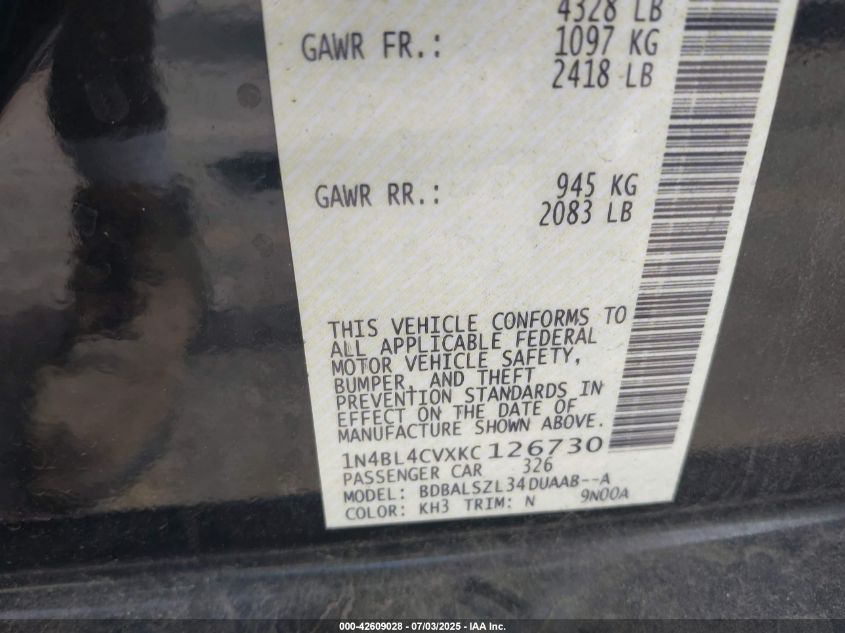 4328 LB
GAWR FR.: 1097 KG
2418 LB
GAWR RR.: 945 KG
2083 LB
THIS VEHICLE CONFORMS TO
ALL APPLICABLE FEDERAL
MOTOR VEHICLE SAFETY,
BUMPER, AND THEFT
PREVENTION STANDARDS IN
EFFECT ON THE DATE OF
MANUFACTURE SHOWN ABOVE.
1N4BL4CVXKC126730
PASSENGER CAR 326
MODEL: BDBALSZL34DUAAB--A
COLOR: KH3 TRIM: N 9N00A
000-42609028 - 07/03/2025 - IAA Inc.